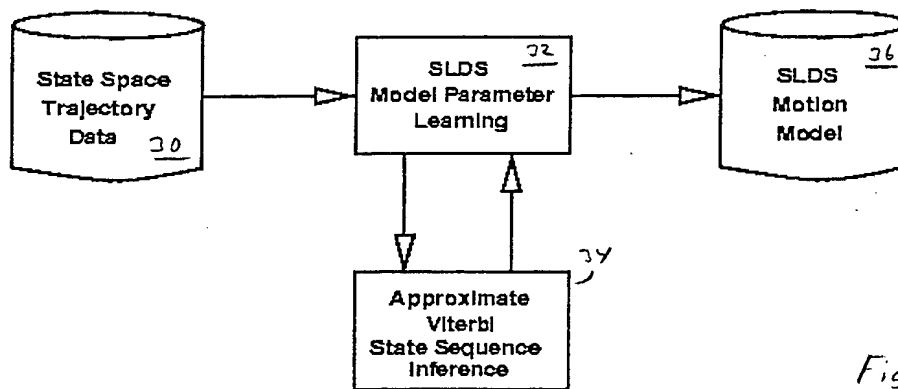 State Space
Trajectory
Data
30
32
SLDS
Model Parameter
Learning
36
SLDS
Motion
Model
34
Approximate
Viterbi
State Sequence
Inference
Fig